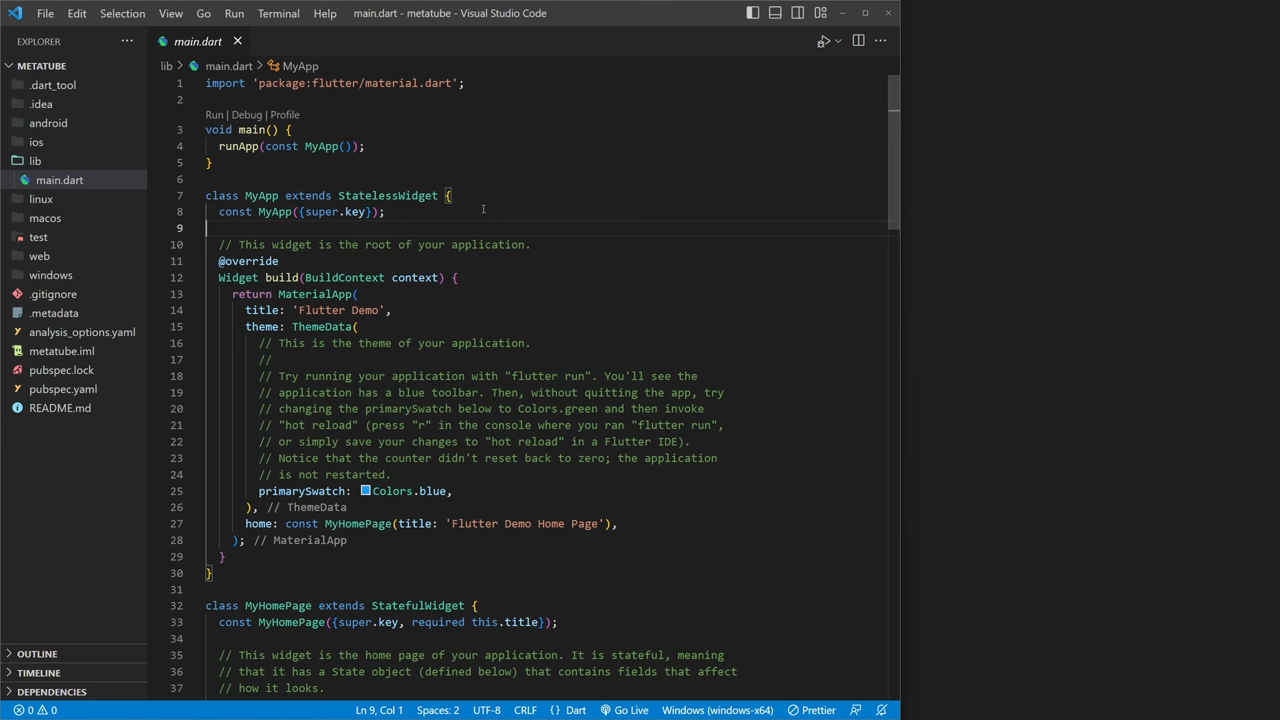 File Edit Selection View Go Run Terminal Help main.dart - metatube - Visual Studio Code
EXPLORER
METATUBE
.dart_tool
.idea
android
ios
lib
main.dart
linux
macos
test
web
windows
.gitignore
.metadata
analysis_options.yaml
metatube.iml
pubspec.lock
pubspec.yaml
README.md
OUTLINE
TIMELINE
DEPENDENCIES
main.dart
lib > main.dart > MyApp
1 import 'package:flutter/material.dart';
2
Run | Debug | Profile
3 void main() {
4 runApp(const MyApp());
5 }
6
7 class MyApp extends StatelessWidget {
8 const MyApp({super.key});
9
10 // This widget is the root of your application.
11 @override
12 Widget build(BuildContext context) {
13 return MaterialApp(
14 title: 'Flutter Demo',
15 theme: ThemeData(
16 // This is the theme of your application.
17 //
18 // Try running your application with "flutter run". You'll see the
19 // application has a blue toolbar. Then, without quitting the app, try
20 // changing the primarySwatch below to Colors.green and then invoke
21 // "hot reload" (press "r" in the console where you ran "flutter run",
22 // or simply save your changes to "hot reload" in a Flutter IDE).
23 // Notice that the counter didn't reset back to zero; the application
24 // is not restarted.
25 primarySwatch: Colors.blue,
26 ), // ThemeData
27 home: const MyHomePage(title: 'Flutter Demo Home Page'),
28 ); // MaterialApp
29 }
30 }
31
32 class MyHomePage extends StatefulWidget {
33 const MyHomePage({super.key, required this.title});
34
35 // This widget is the home page of your application. It is stateful, meaning
36 // that it has a State object (defined below) that contains fields that affect
37 // how it looks.
0 0 Ln 9, Col 1 Spaces: 2 UTF-8 CRLF {} Dart Go Live Windows (windows-x64) Prettier